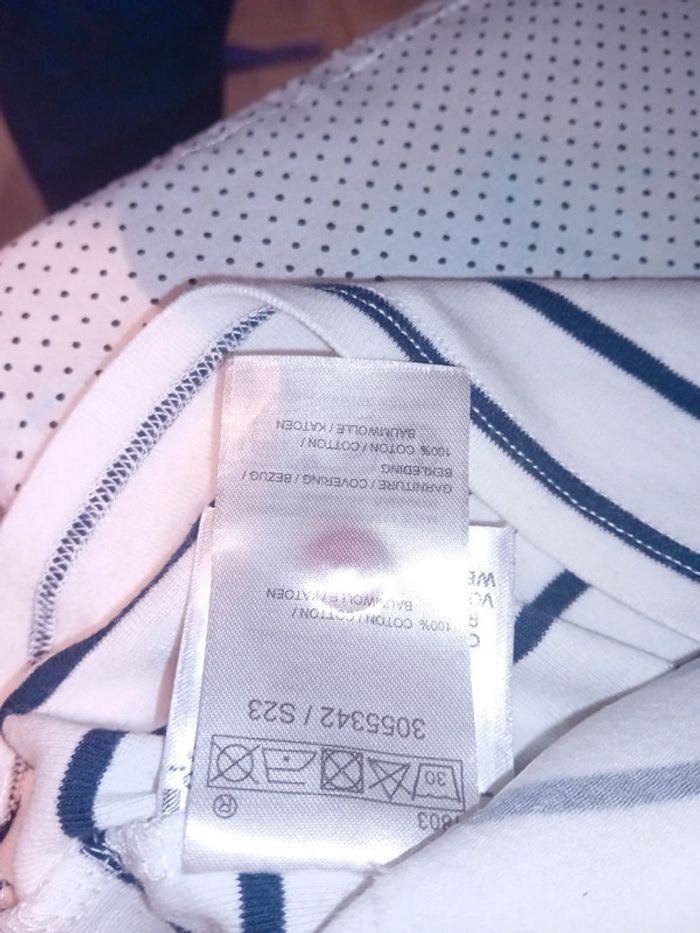 ®
30
3055342 / S23
100% COTON / COTTON /
BAUMWOLLE / KATOEN
GARNITURE / COVERING / BEZUG /
BEKLEDING
100% COTON / COTTON /
BAUMWOLLE / KATOEN